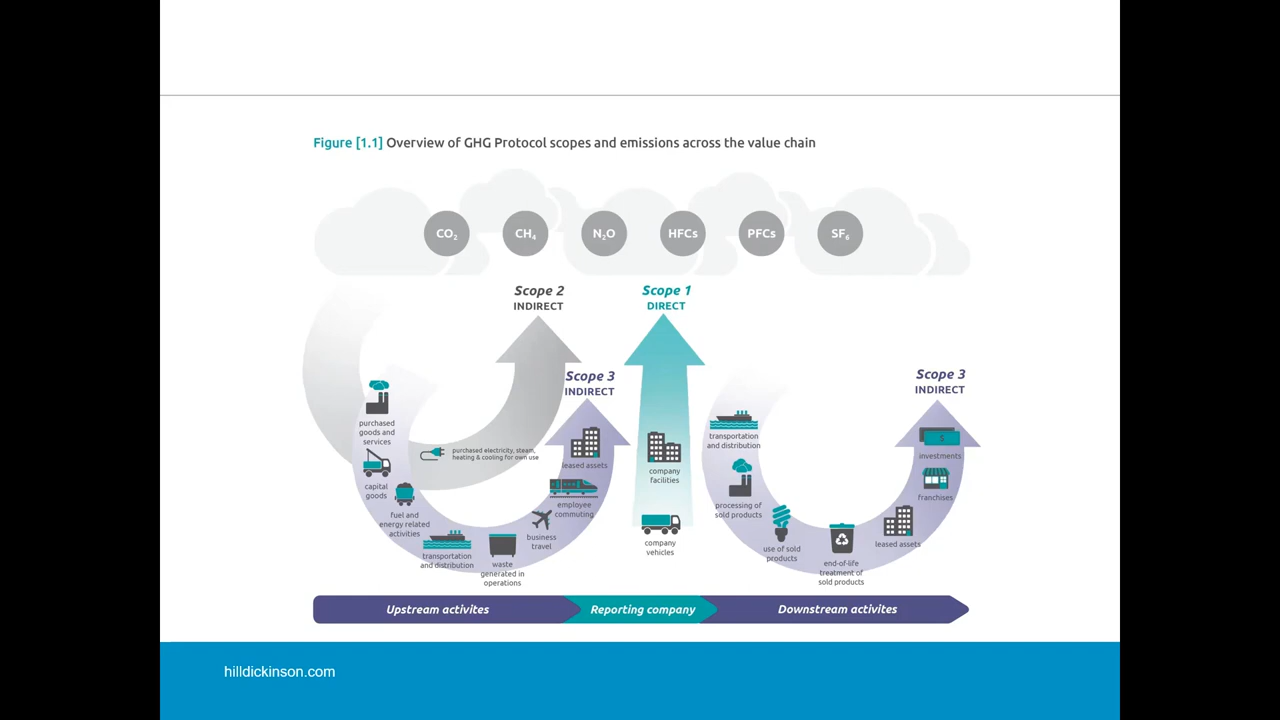 Figure [1.1] Overview of GHG Protocol scopes and emissions across the value chain
CO₂
CH₄
N₂O
HFCs
PFCs
SF₆
Scope 2
INDIRECT
Scope 1
DIRECT
Scope 3
INDIRECT
Scope 3
INDIRECT
purchased
goods and
services
capital
goods
fuel and
energy related
activities
transportation
and distribution
waste
generated in
operations
business
travel
employee
commuting
leased assets
purchased electricity, steam,
heating & cooling for own use
company
facilities
company
vehicles
transportation
and distribution
processing of
sold products
use of sold
products
end-of-life
treatment of
sold products
leased assets
franchises
investments
$
Upstream activites
Reporting company
Downstream activites
hilldickinson.com